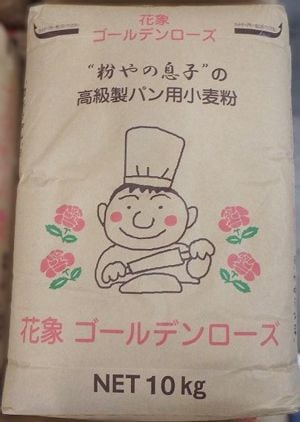 花象
ゴールデンローズ
“粉やの息子”の
高級製パン用小麦粉
花象 ゴールデンローズ
NET 10kg